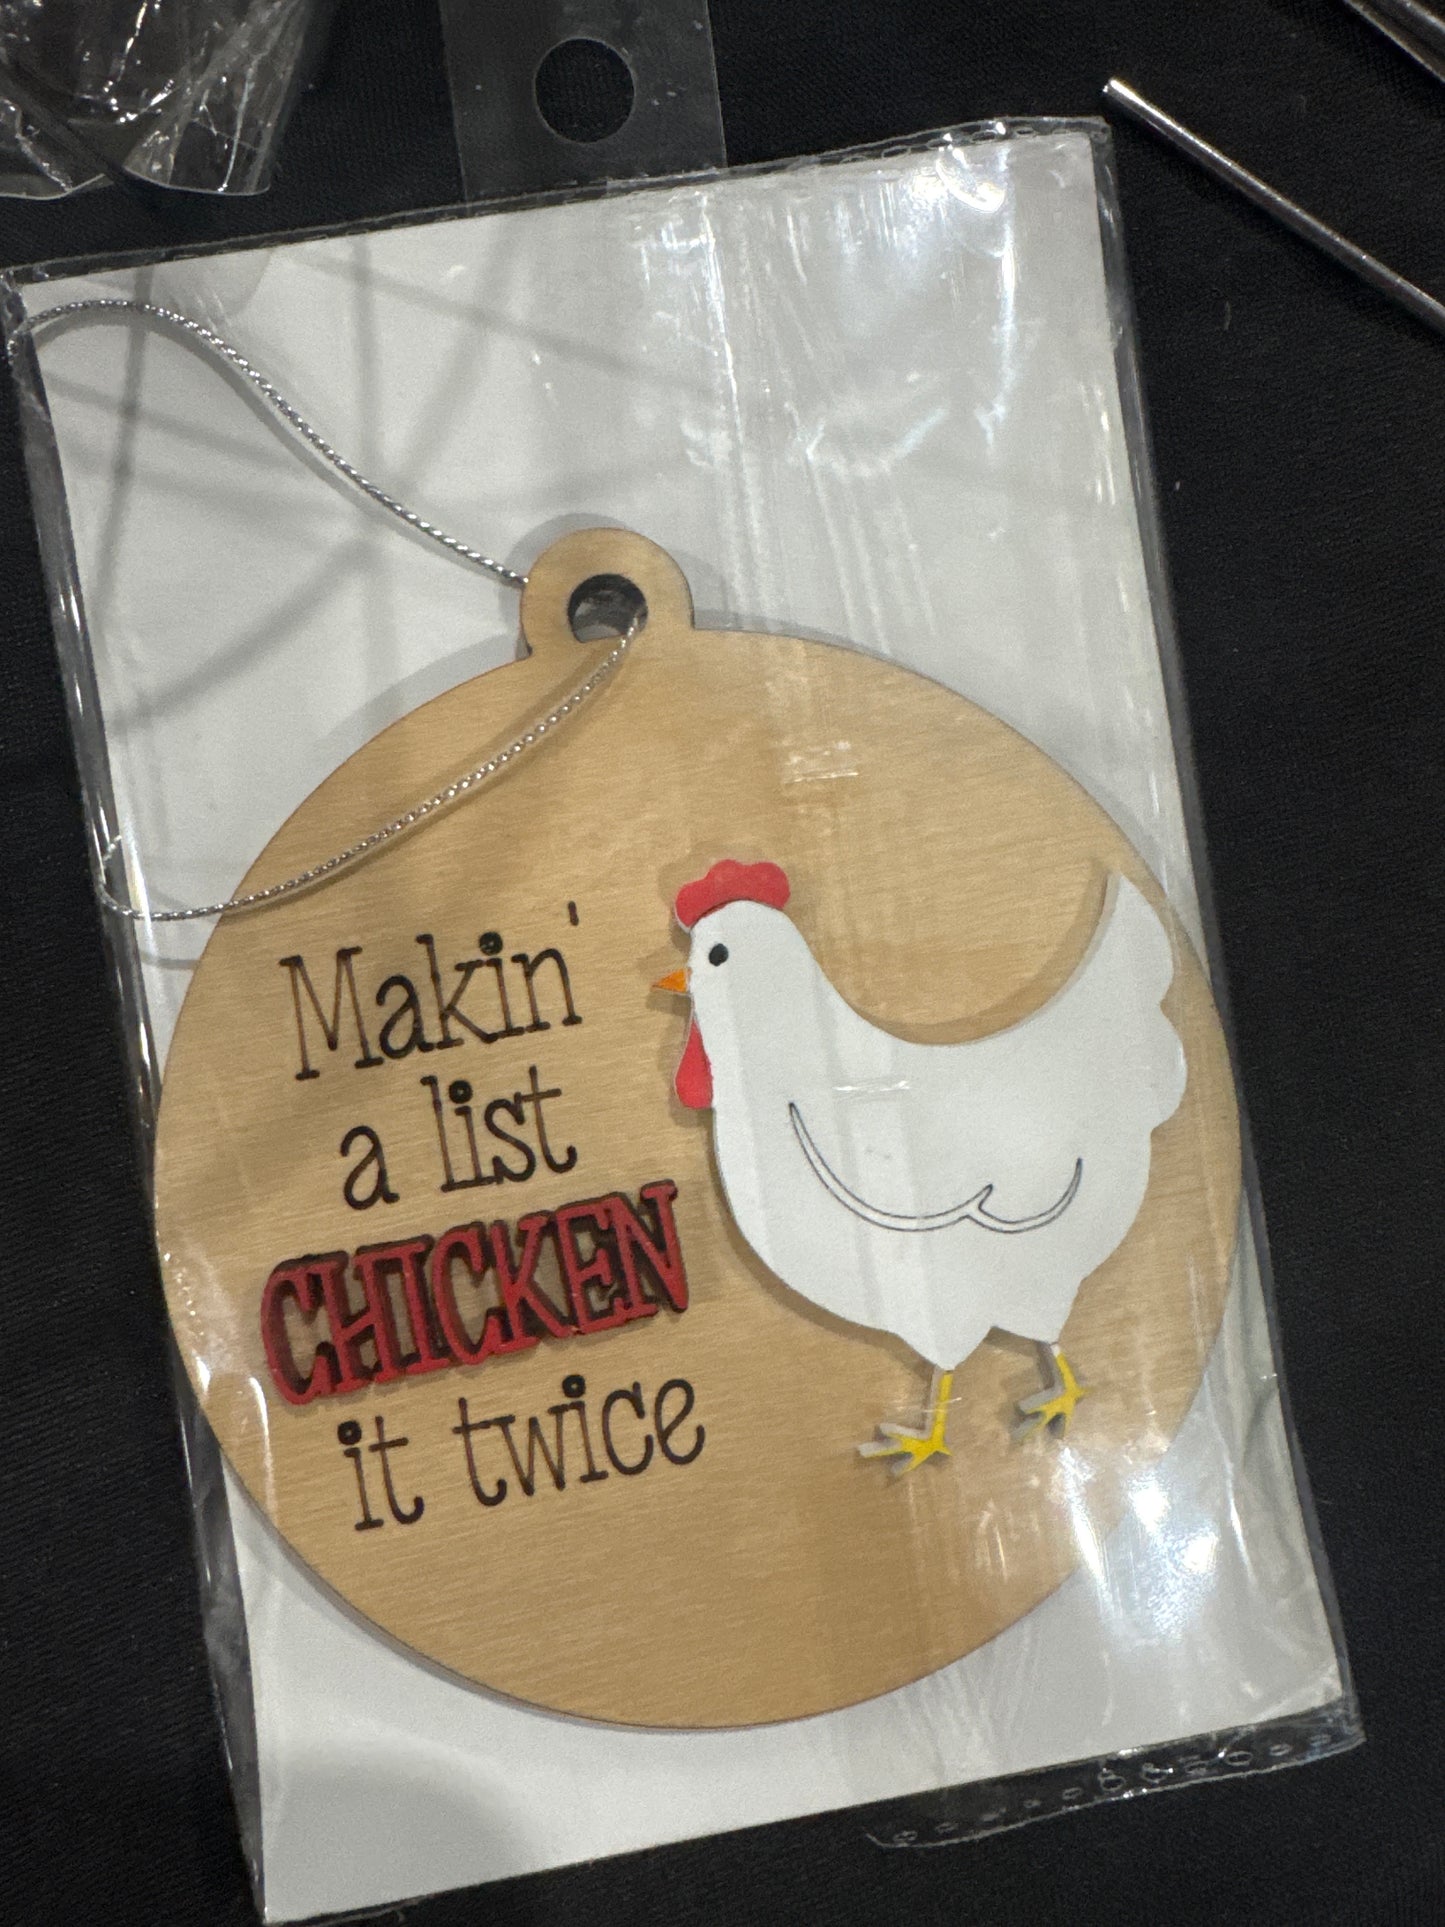 Makin'
a list
CHICKEN
it twice